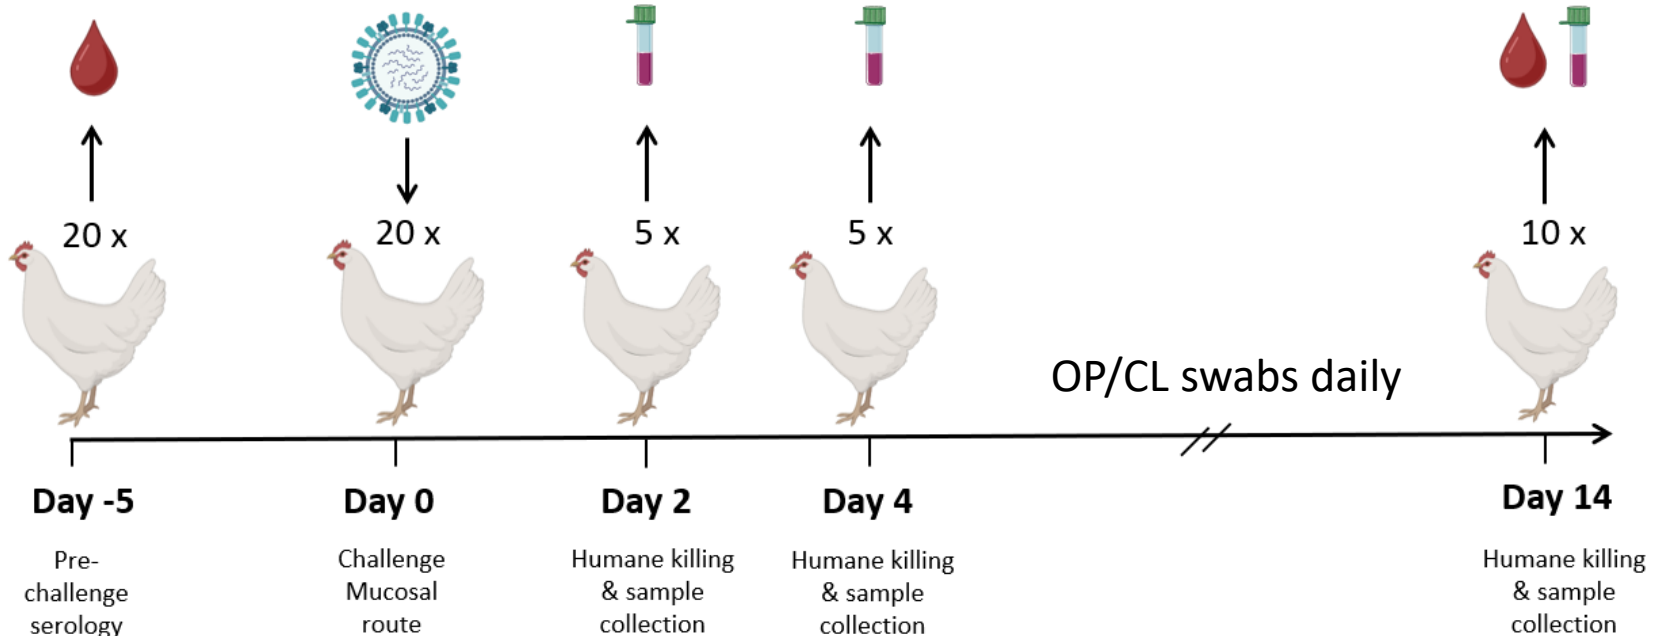 20 x
20 x
5 x
5 x
10 x
OP/CL swabs daily
Day -5
Day 0
Day 2
Day 4
Day 14
Pre-
challenge
serology
Challenge
Mucosal
route
Humane killing
& sample
collection
Humane killing
& sample
collection
Humane killing
& sample
collection